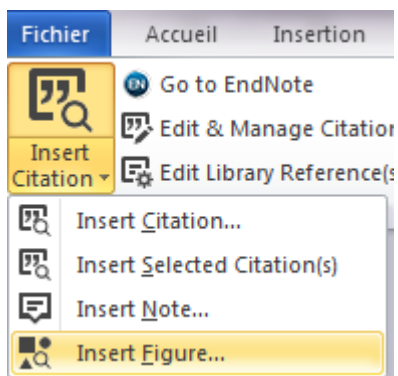 Fichier Accueil Insertion
Go to EndNote
Edit & Manage Citation
Insert
Citation
Edit Library Reference(s
Insert Citation...
Insert Selected Citation(s)
Insert Note...
Insert Figure...